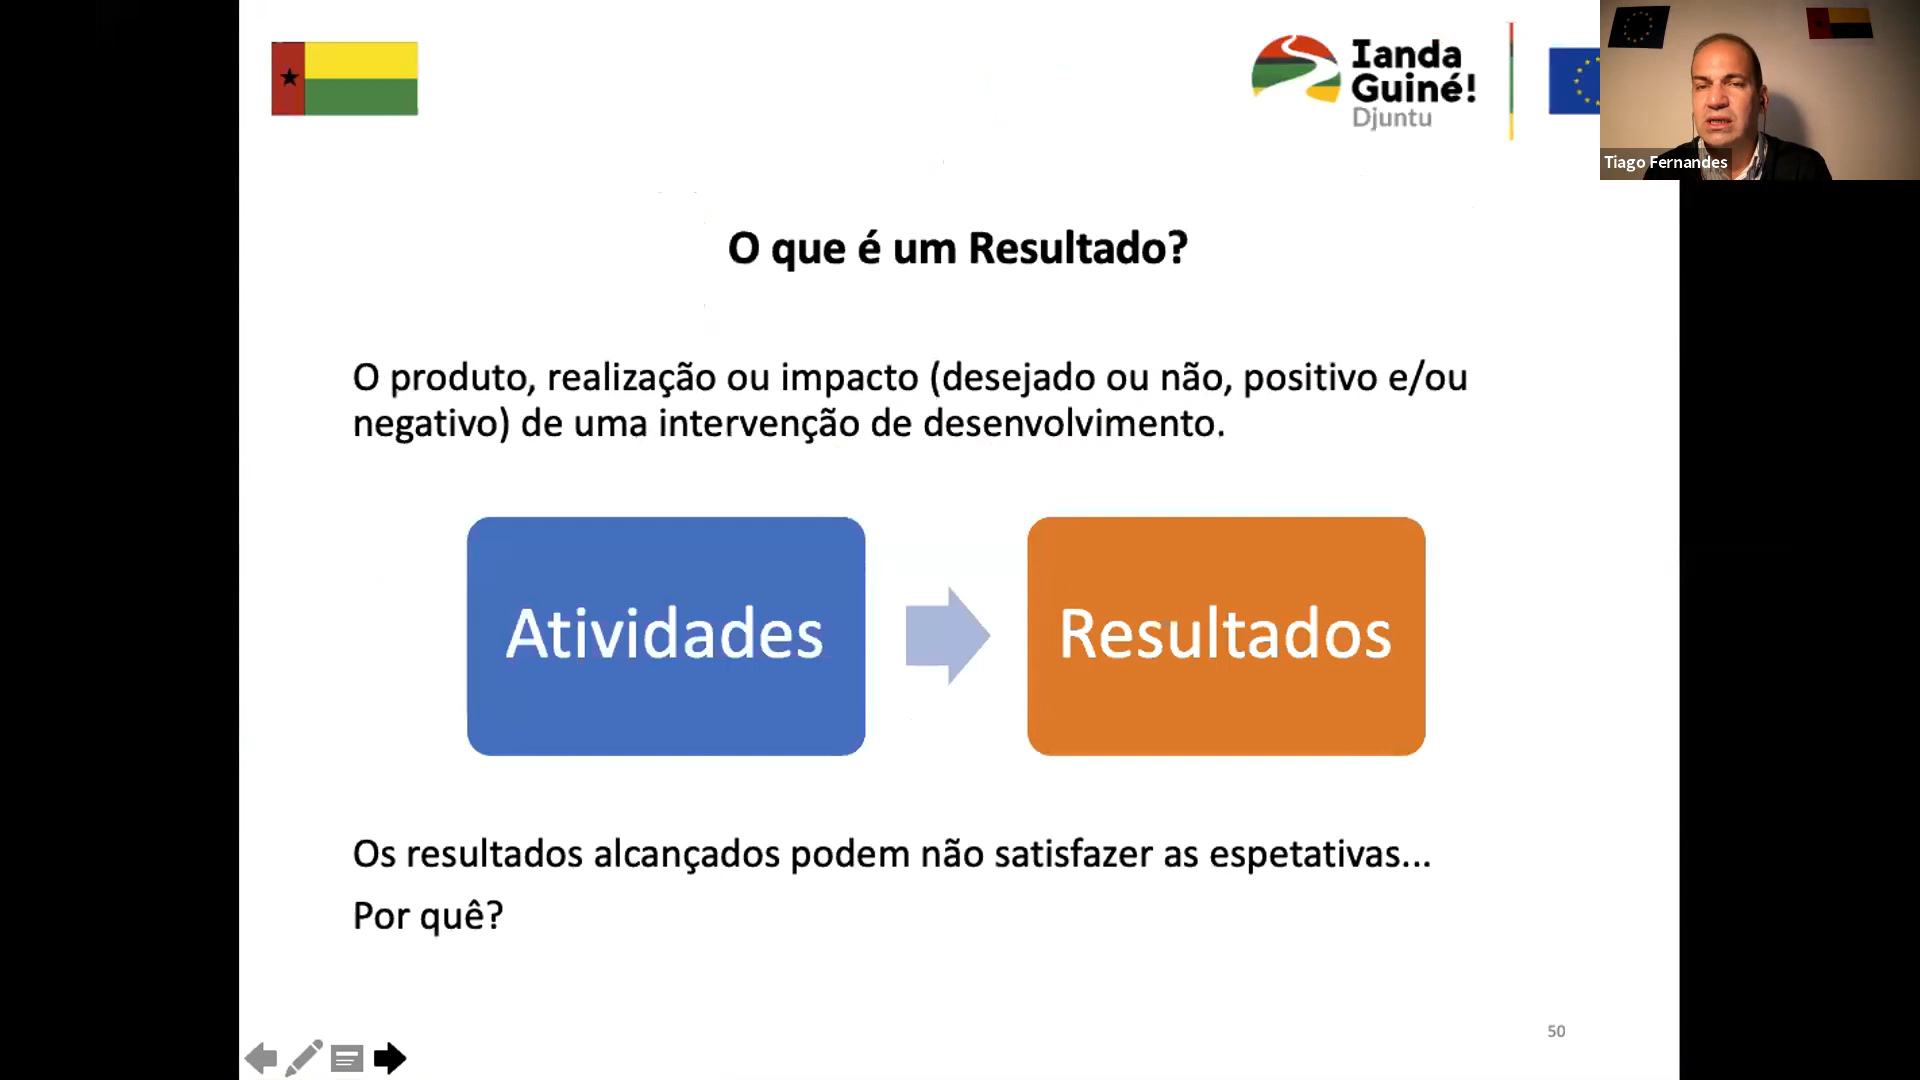 Ianda
Guiné!
Djuntu
Tiago Fernandes
O que é um Resultado?
O produto, realização ou impacto (desejado ou não, positivo e/ou
negativo) de uma intervenção de desenvolvimento.
Atividades
Resultados
Os resultados alcançados podem não satisfazer as espetativas...
Por quê?
50